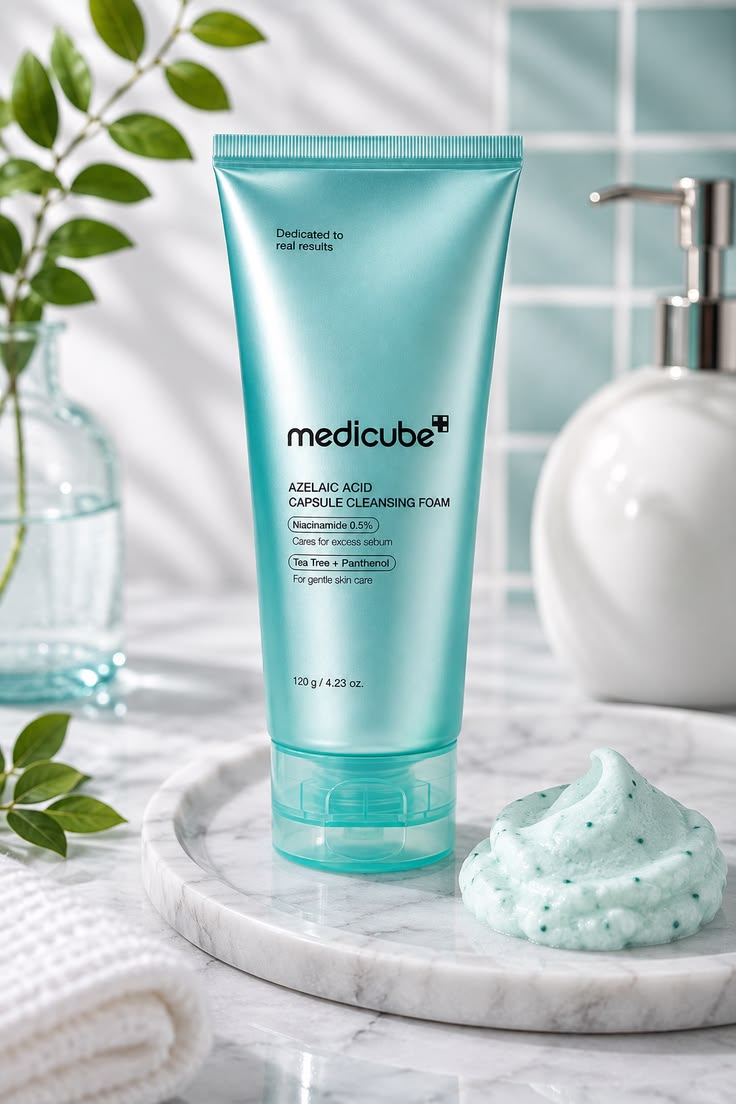 Dedicated to
real results
medicube
AZELAIC ACID
CAPSULE CLEANSING FOAM
Niacinamide 0.5%
Cares for excess sebum
Tea Tree + Panthenol
For gentle skin care
120 g / 4.23 oz.